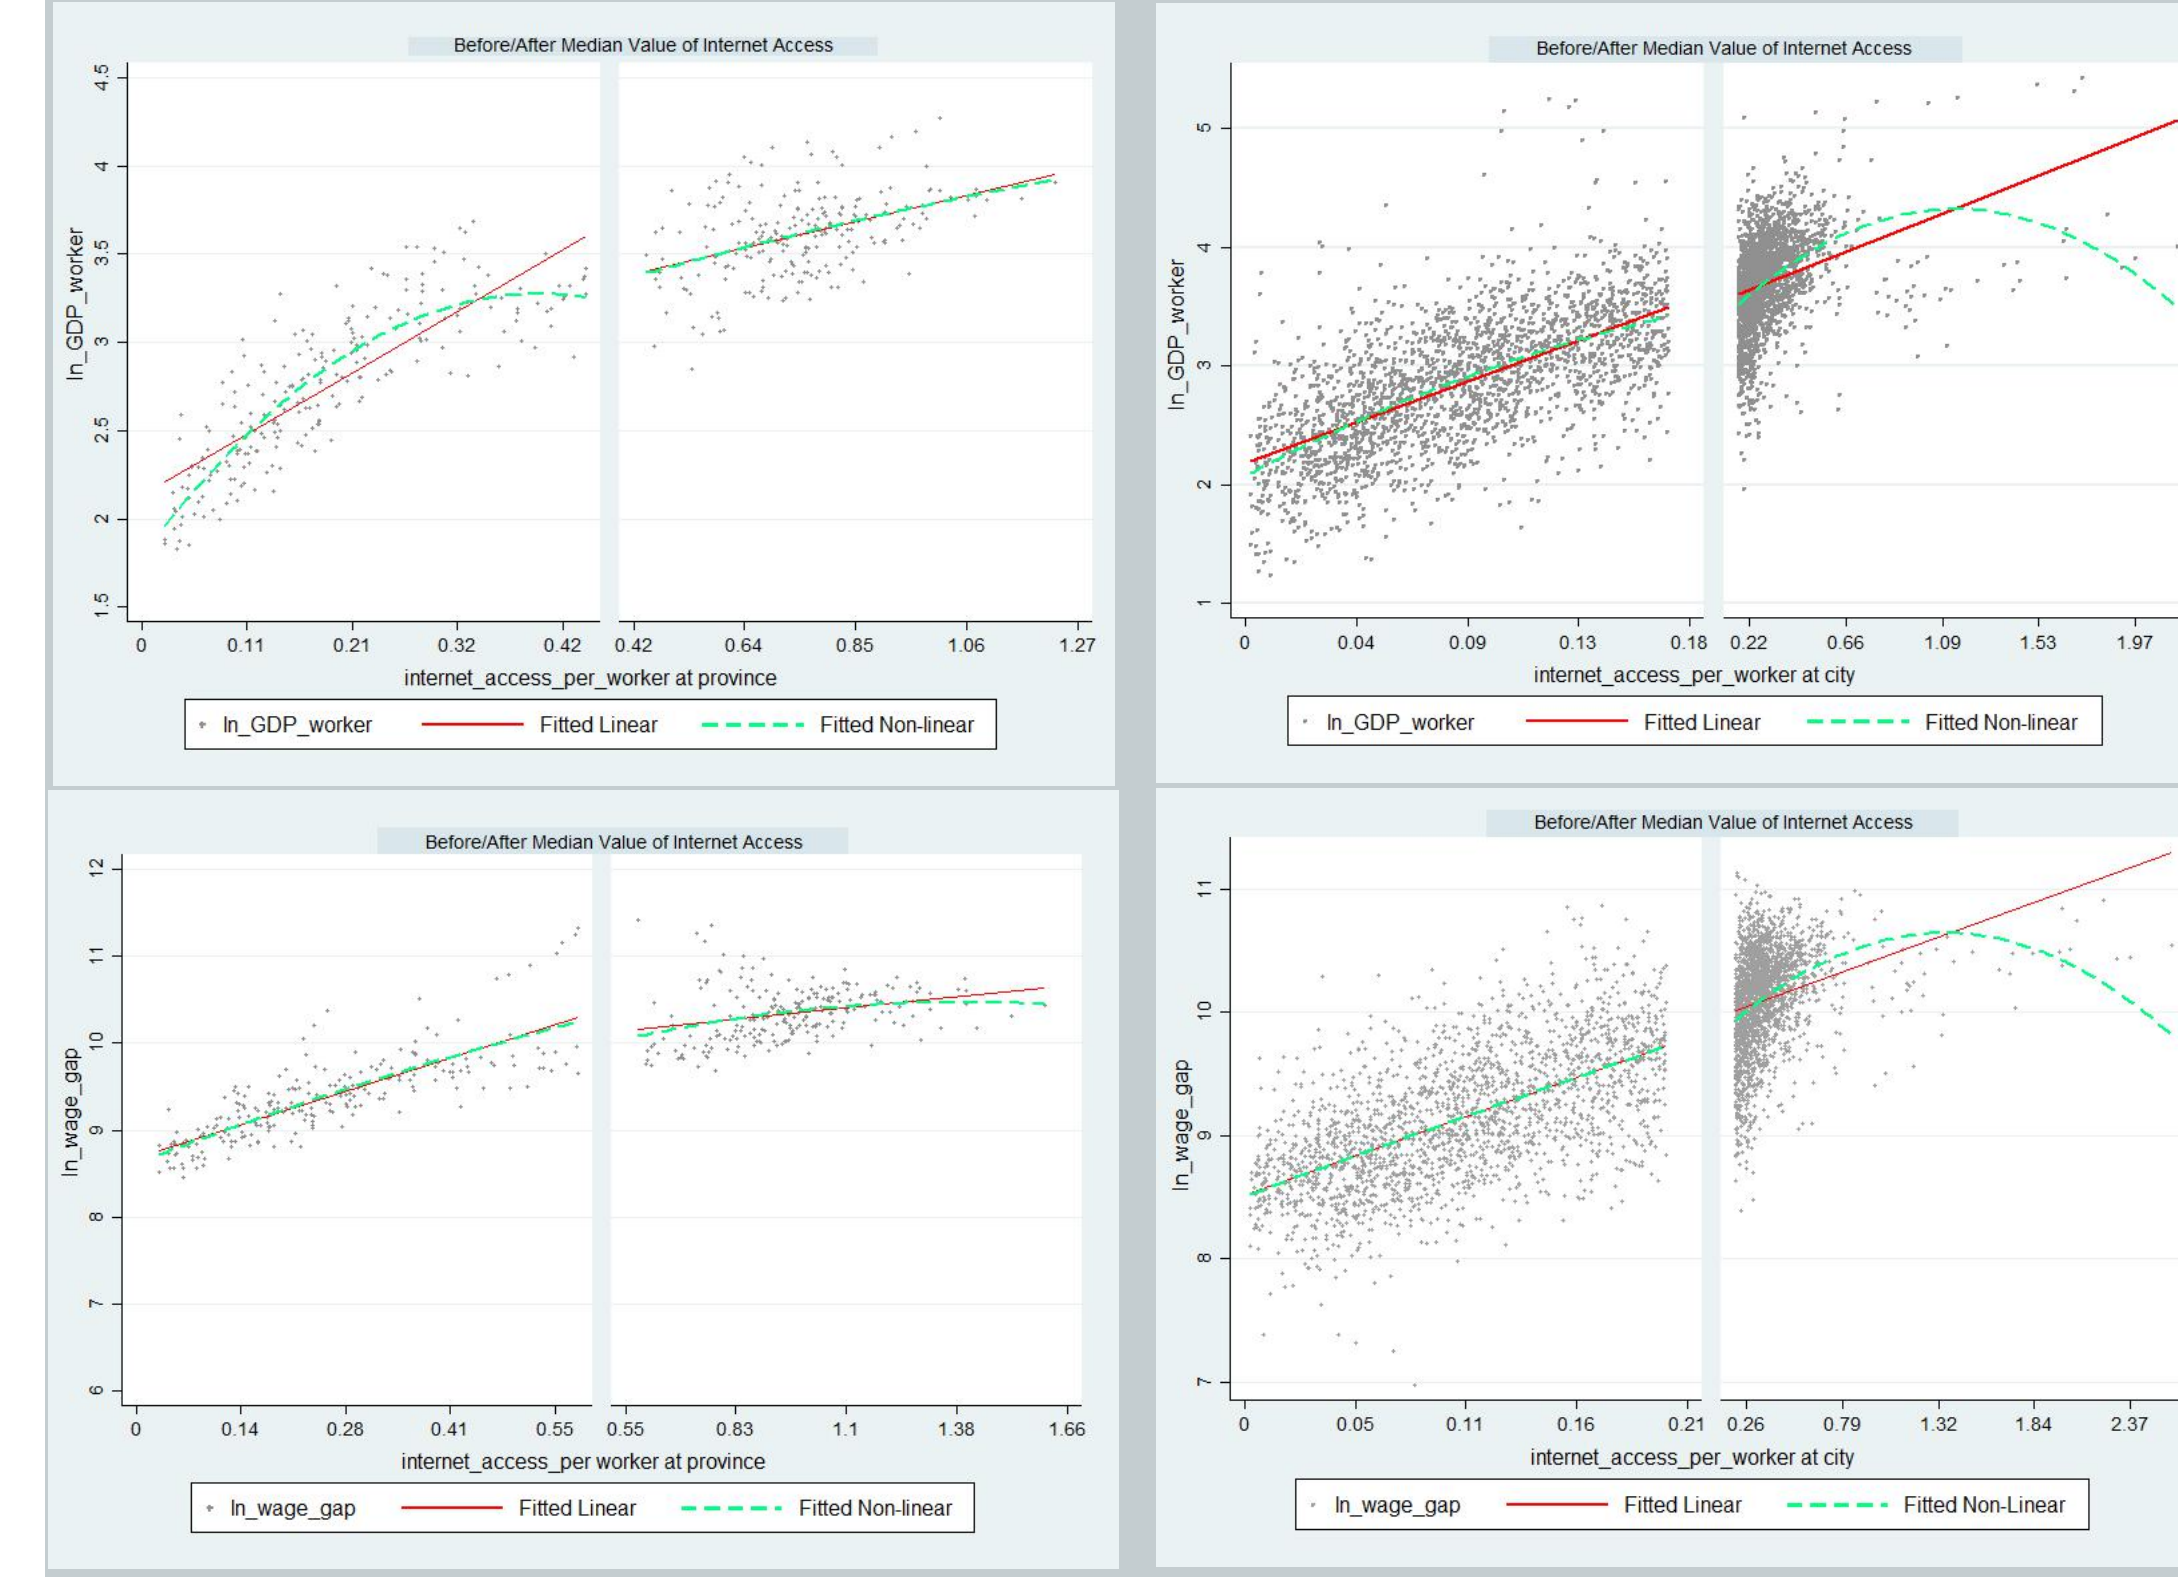 Before/After Median Value of Internet Access
4.5
4
3.5
3
2.5
2
1.5
ln_GDP_worker
0 0.11 0.21 0.32 0.42 0.42 0.64 0.85 1.06 1.27
internet_access_per_worker at province
ln_GDP_worker Fitted Linear Fitted Non-linear
Before/After Median Value of Internet Access
5
4
3
2
1
ln_GDP_worker
0 0.04 0.09 0.13 0.18 0.22 0.66 1.09 1.53 1.97
internet_access_per_worker at city
ln_GDP_worker Fitted Linear Fitted Non-linear
Before/After Median Value of Internet Access
12
11
10
9
8
7
6
ln_wage_gap
0 0.14 0.28 0.41 0.55 0.55 0.83 1.1 1.38 1.66
internet_access_per worker at province
ln_wage_gap Fitted Linear Fitted Non-linear
Before/After Median Value of Internet Access
11
10
9
8
7
ln_wage_gap
0 0.05 0.11 0.16 0.21 0.26 0.79 1.32 1.84 2.37
internet_access_per_worker at city
ln_wage_gap Fitted Linear Fitted Non-Linear